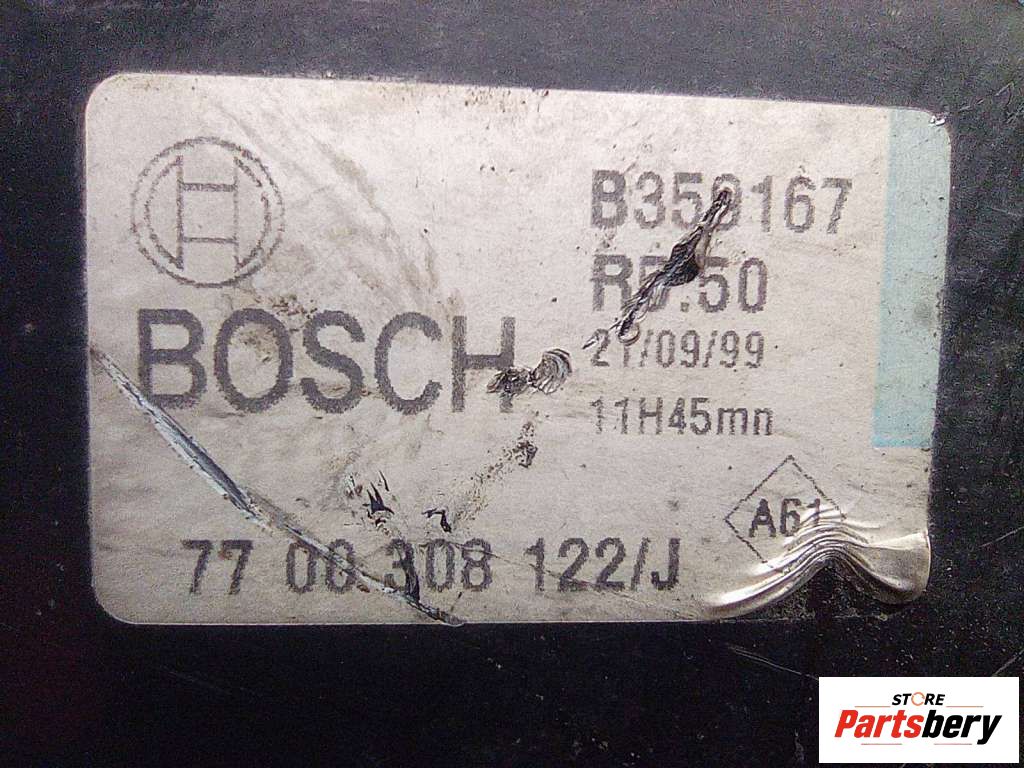 BOSCH
21/09/99
11H45mn
A61
77 00 308 122/J
STORE
Partsbery